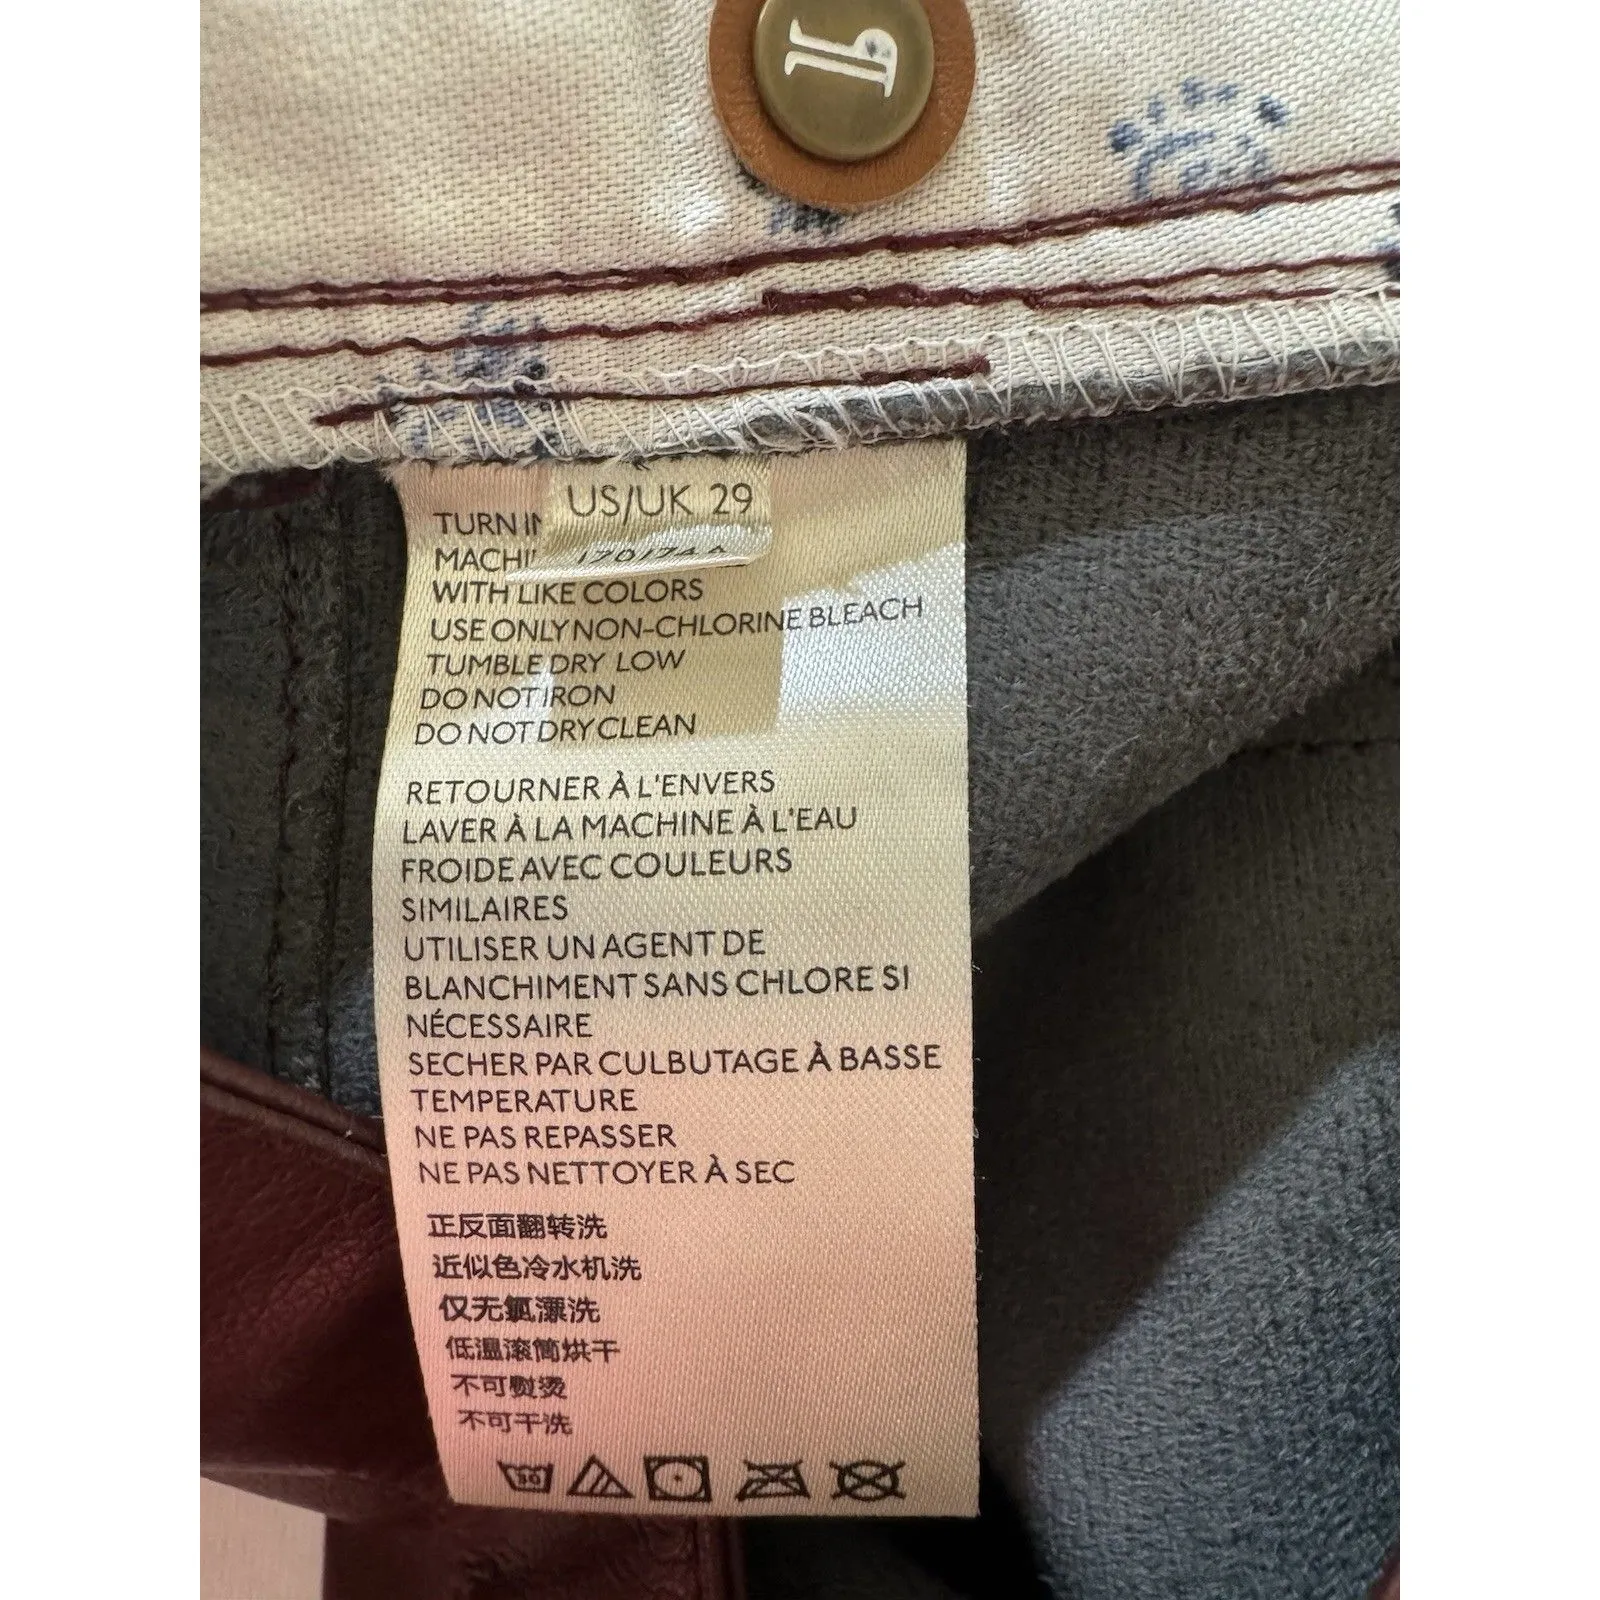 US/UK 29
TURN
WITH LIKE COLORS
USE ONLY NON-CHLORINE BLEACH
TUMBLE DRY LOW
DO NOT IRON
DO NOT DRY CLEAN
RETOURNER À L'ENVERS
LAVER À LA MACHINE À L'EAU
FROIDE AVEC COULEURS
SIMILAIRES
UTILISER UN AGENT DE
BLANCHIMENT SANS CHLORE SI
NÉCESSAIRE
SECHER PAR CULBUTAGE À BASSE
TEMPERATURE
NE PAS REPASSER
NE PAS NETTOYER À SEC
正反面翻转洗
近似色冷水机洗
仅无氯漂洗
低温滚筒烘干
不可熨烫
不可干洗
30